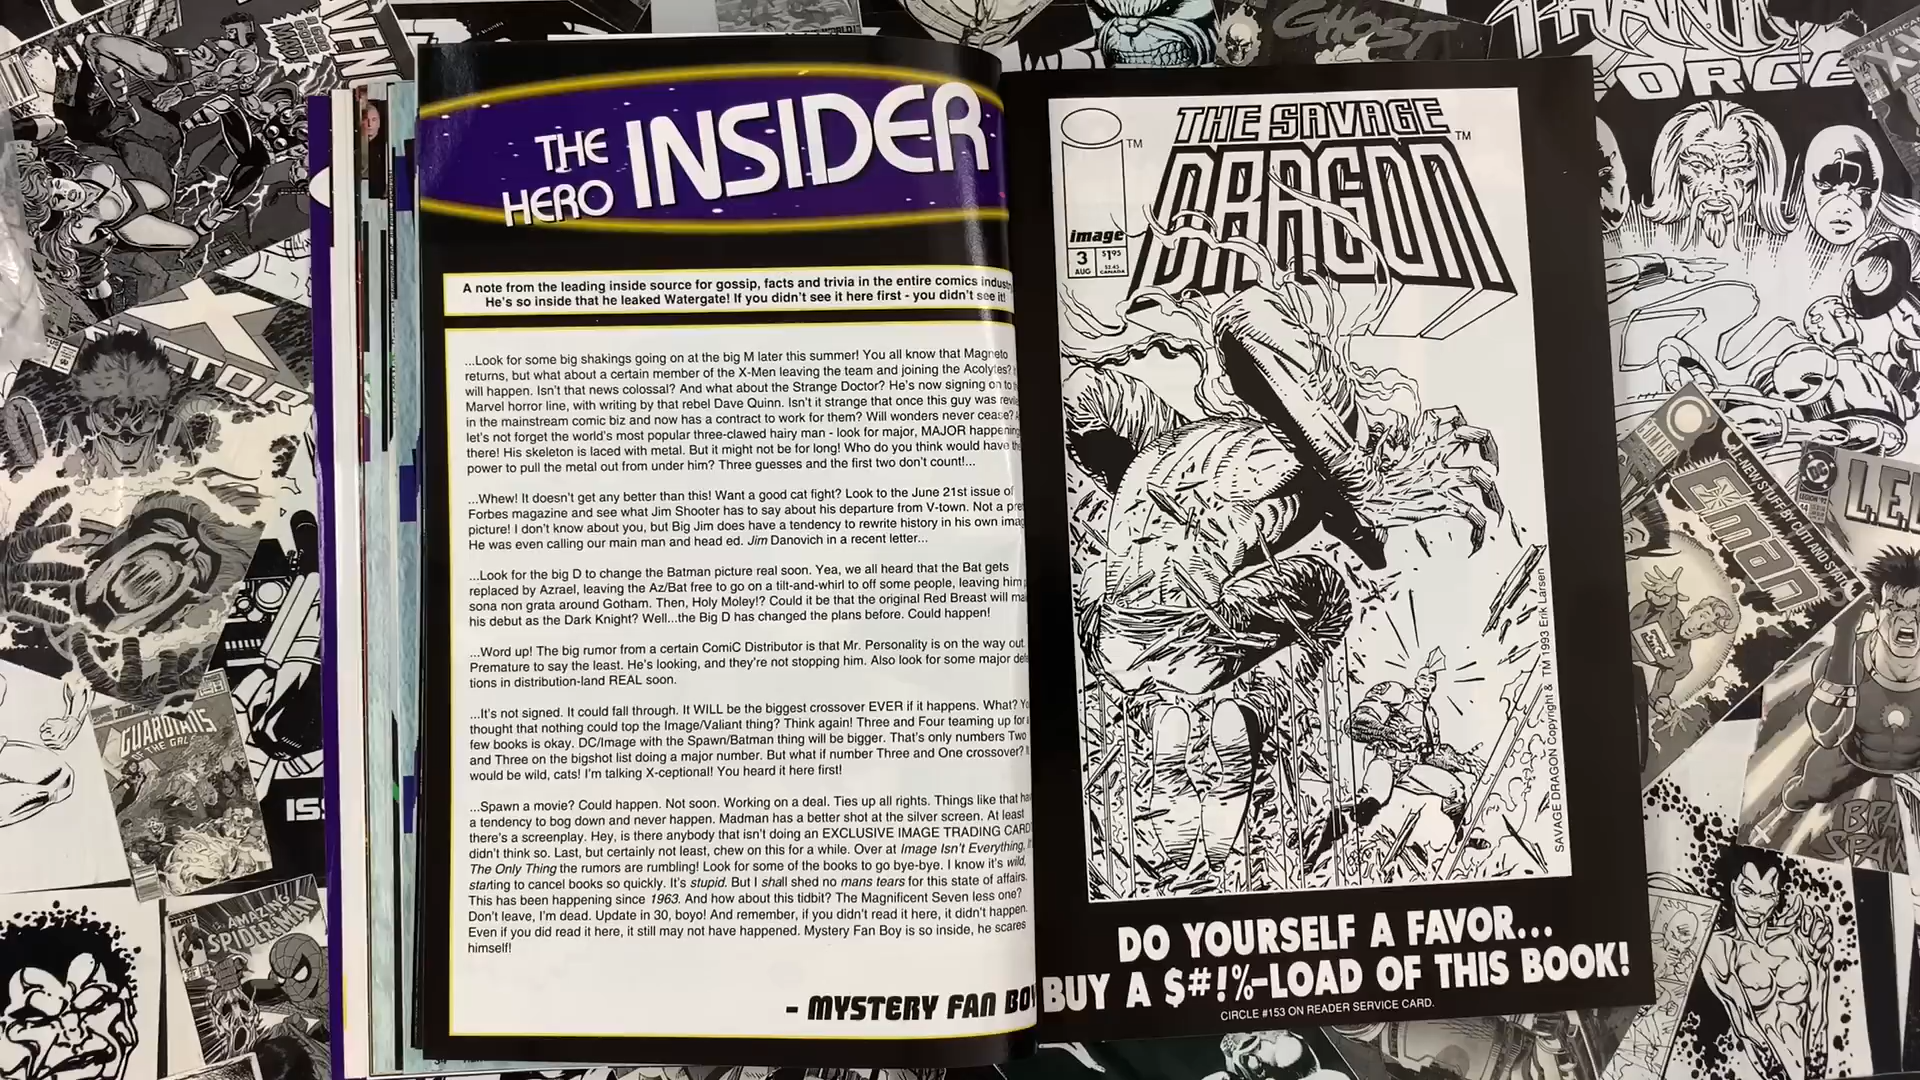 THE HERO INSIDER
A note from the leading inside source for gossip, facts and trivia in the entire comics
He's so inside that he leaked Watergate! If you didn't see it here first - you didn't see it!
...Look for some big shakings going on at the big M later this summer! You all know that Magneto
returns, but what about a certain member of the X-Men leaving the team and joining the Acolytes?
will happen. Isn't that news colossal? And what about the Strange Doctor? He's now signing on to
Marvel horror line, with writing by that rebel Dave Quinn. Isn't it strange that once this guy was
in the mainstream comic biz and now has a contract to work for them? Will wonders never cease?
let's not forget the world's most popular three-clawed hairy man - look for major, MAJOR
there! His skeleton is laced with metal. But it might not be for long! Who do you think would have
power to pull the metal out from under him? Three guesses and the first two don't count!...
...Whew! It doesn't get any better than this! Want a good cat fight? Look to the June 21st issue of
Forbes magazine and see what Jim Shooter has to say about his departure from V-town. Not a
picture! I don't know about you, but Big Jim does have a tendency to rewrite history in his own
He was even calling our main man and head ed. Jim Danovich in a recent letter...
...Look for the big D to change the Batman picture real soon. Yea, we all heard that the Bat gets
replaced by Azrael, leaving the Az/Bat free to go on a tilt-and-whirl to off some people, leaving him
sona non grata around Gotham. Then, Holy Moley!? Could it be that the original Red Breast will
his debut as the Dark Knight? Well...the Big D has changed the plans before. Could happen!
...Word up! The big rumor from a certain ComiC Distributor is that Mr. Personality is on the way out.
Premature to say the least. He's looking, and they're not stopping him. Also look for some major
tions in distribution-land REAL soon.
...It's not signed. It could fall through. It WILL be the biggest crossover EVER if it happens. What?
thought that nothing could top the Image/Valiant thing? Think again! Three and Four teaming up for
few books is okay. DC/Image with the Spawn/Batman thing will be bigger. That's only numbers Two
and Three on the bigshot list doing a major number. But what if number Three and One crossover?
would be wild, cats! I'm talking X-ceptional! You heard it here first!
...Spawn a movie? Could happen. Not soon. Working on a deal. Ties up all rights. Things like that
a tendency to bog down and never happen. Madman has a better shot at the silver screen. At least
there's a screenplay. Hey, is there anybody that isn't doing an EXCLUSIVE IMAGE TRADING CARD
didn't think so. Last, but certainly not least, chew on this for a while. Over at Image Isn't Everything,
The Only Thing the rumors are rumbling! Look for some of the books to go bye-bye. I know it's wild,
starting to cancel books so quickly. It's stupid. But I shall shed no mans tears for this state of affairs.
This has been happening since 1963. And how about this tidbit? The Magnificent Seven less one?
Don't leave, I'm dead. Update in 30, boyo! And remember, if you didn't read it here, it didn't happen.
Even if you did read it here, it still may not have happened. Mystery Fan Boy is so inside, he scares
himself!
- MYSTERY FAN BOY
THE SAVAGE
DRAGON
TM
TM
image
3 $1.95
AUG $2.45 CANADA
SAVAGE DRAGON Copyright & TM 1993 Erik Larsen
DO YOURSELF A FAVOR...
BUY A $#!%-LOAD OF THIS BOOK!
CIRCLE #153 ON READER SERVICE CARD.
GHOST
FORCE
GUARDIANS
OF THE
AMAZING
SPIDER-MAN
E-man
DC